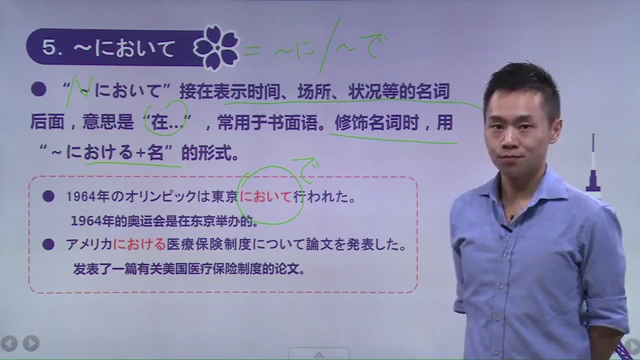 5. ～において
= ～に/～で
● “N～において”接在表示时间、场所、状况等的名词
后面，意思是“在…”，常用于书面语。修饰名词时，用
“～における+名”的形式。
で
● 1964年のオリンピックは東京において行われた。
1964年的奥运会是在东京举办的。
● アメリカにおける医療保険制度について論文を発表した。
发表了一篇有关美国医疗保险制度的论文。